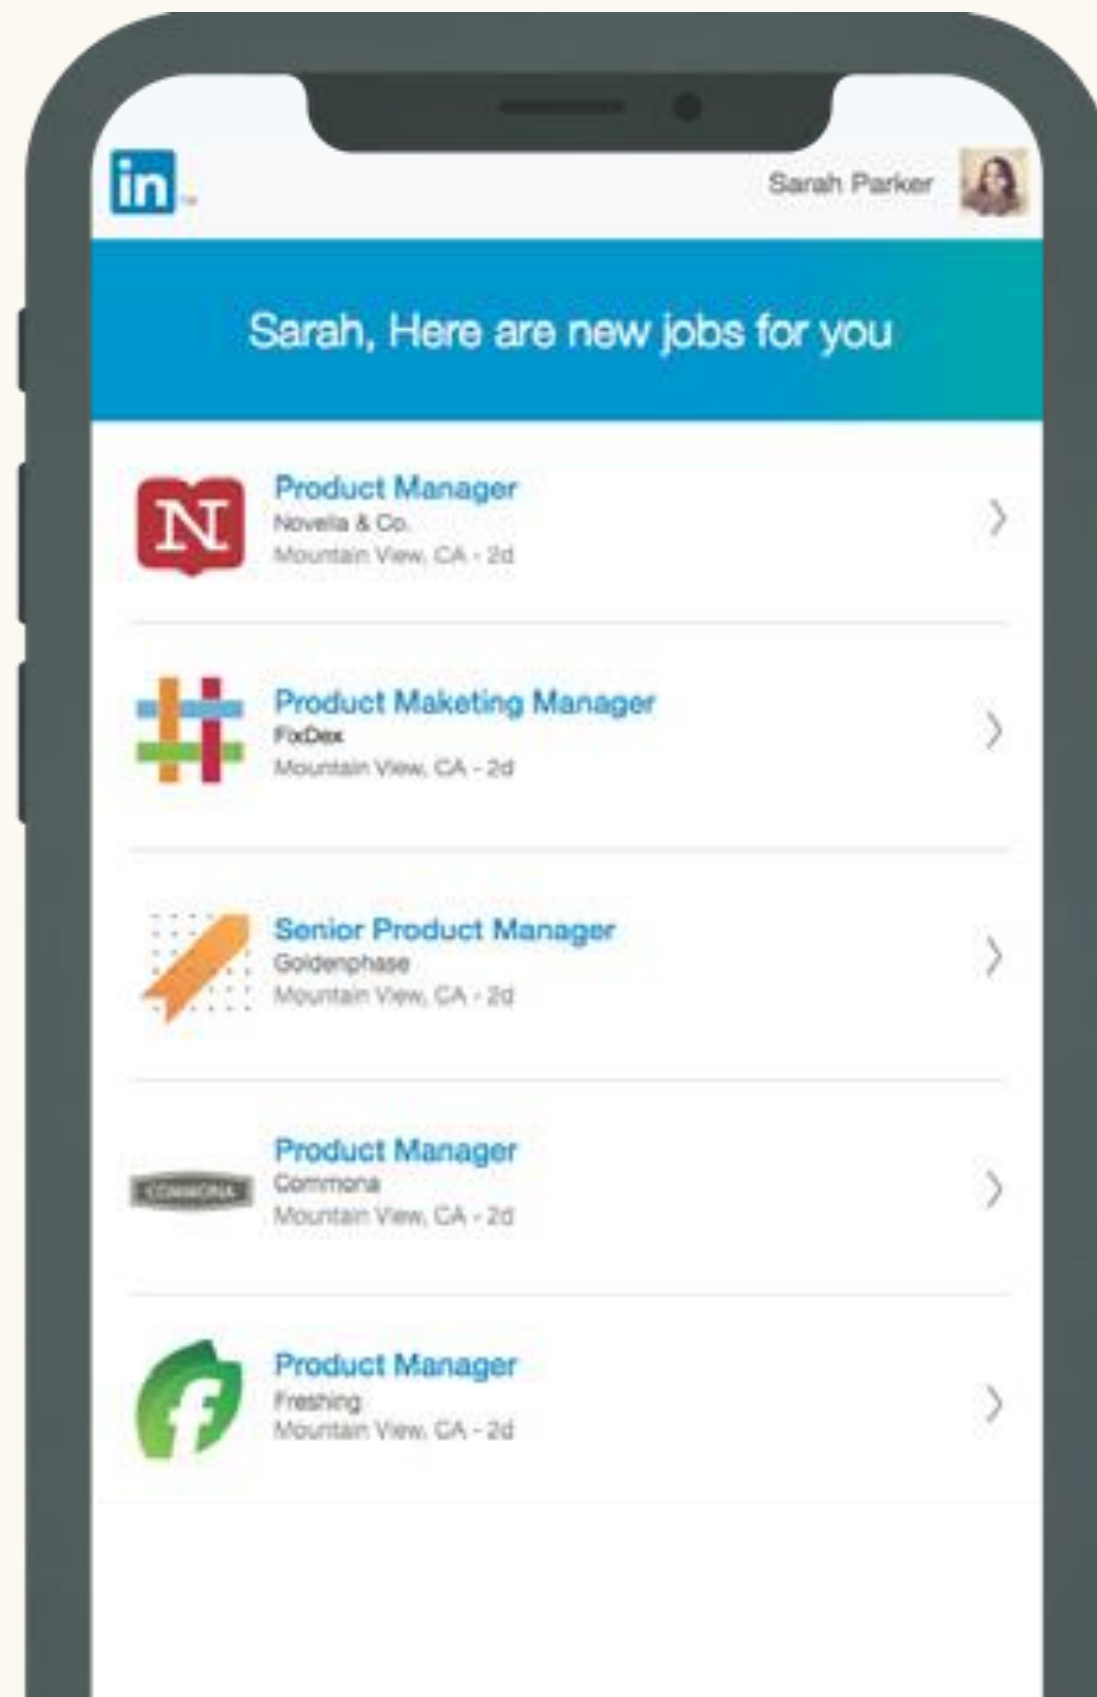 in
Sarah Parker
Sarah, Here are new jobs for you
N
Product Manager
Novella & Co.
Mountain View, CA - 2d
Product Maketing Manager
FixDex
Mountain View, CA - 2d
Senior Product Manager
Goldenphase
Mountain View, CA - 2d
COMMONA
Product Manager
Commona
Mountain View, CA - 2d
f
Product Manager
Freshing
Mountain View, CA - 2d